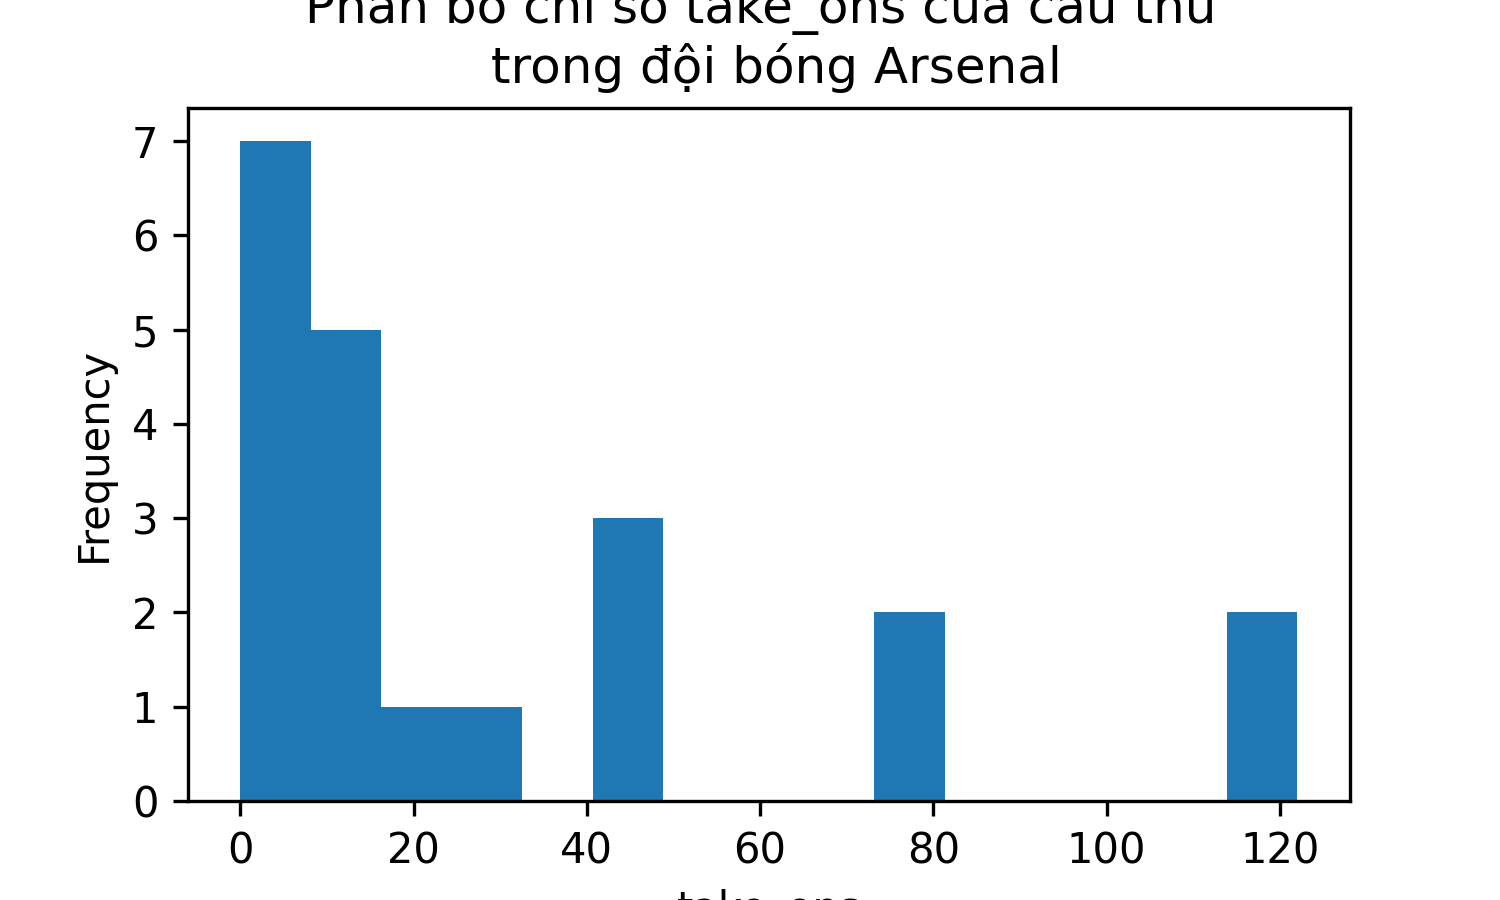 Phân bố chỉ số take_ons của cầu thủ
trong đội bóng Arsenal
Frequency
7
6
5
4
3
2
1
0
0 20 40 60 80 100 120
take_ons